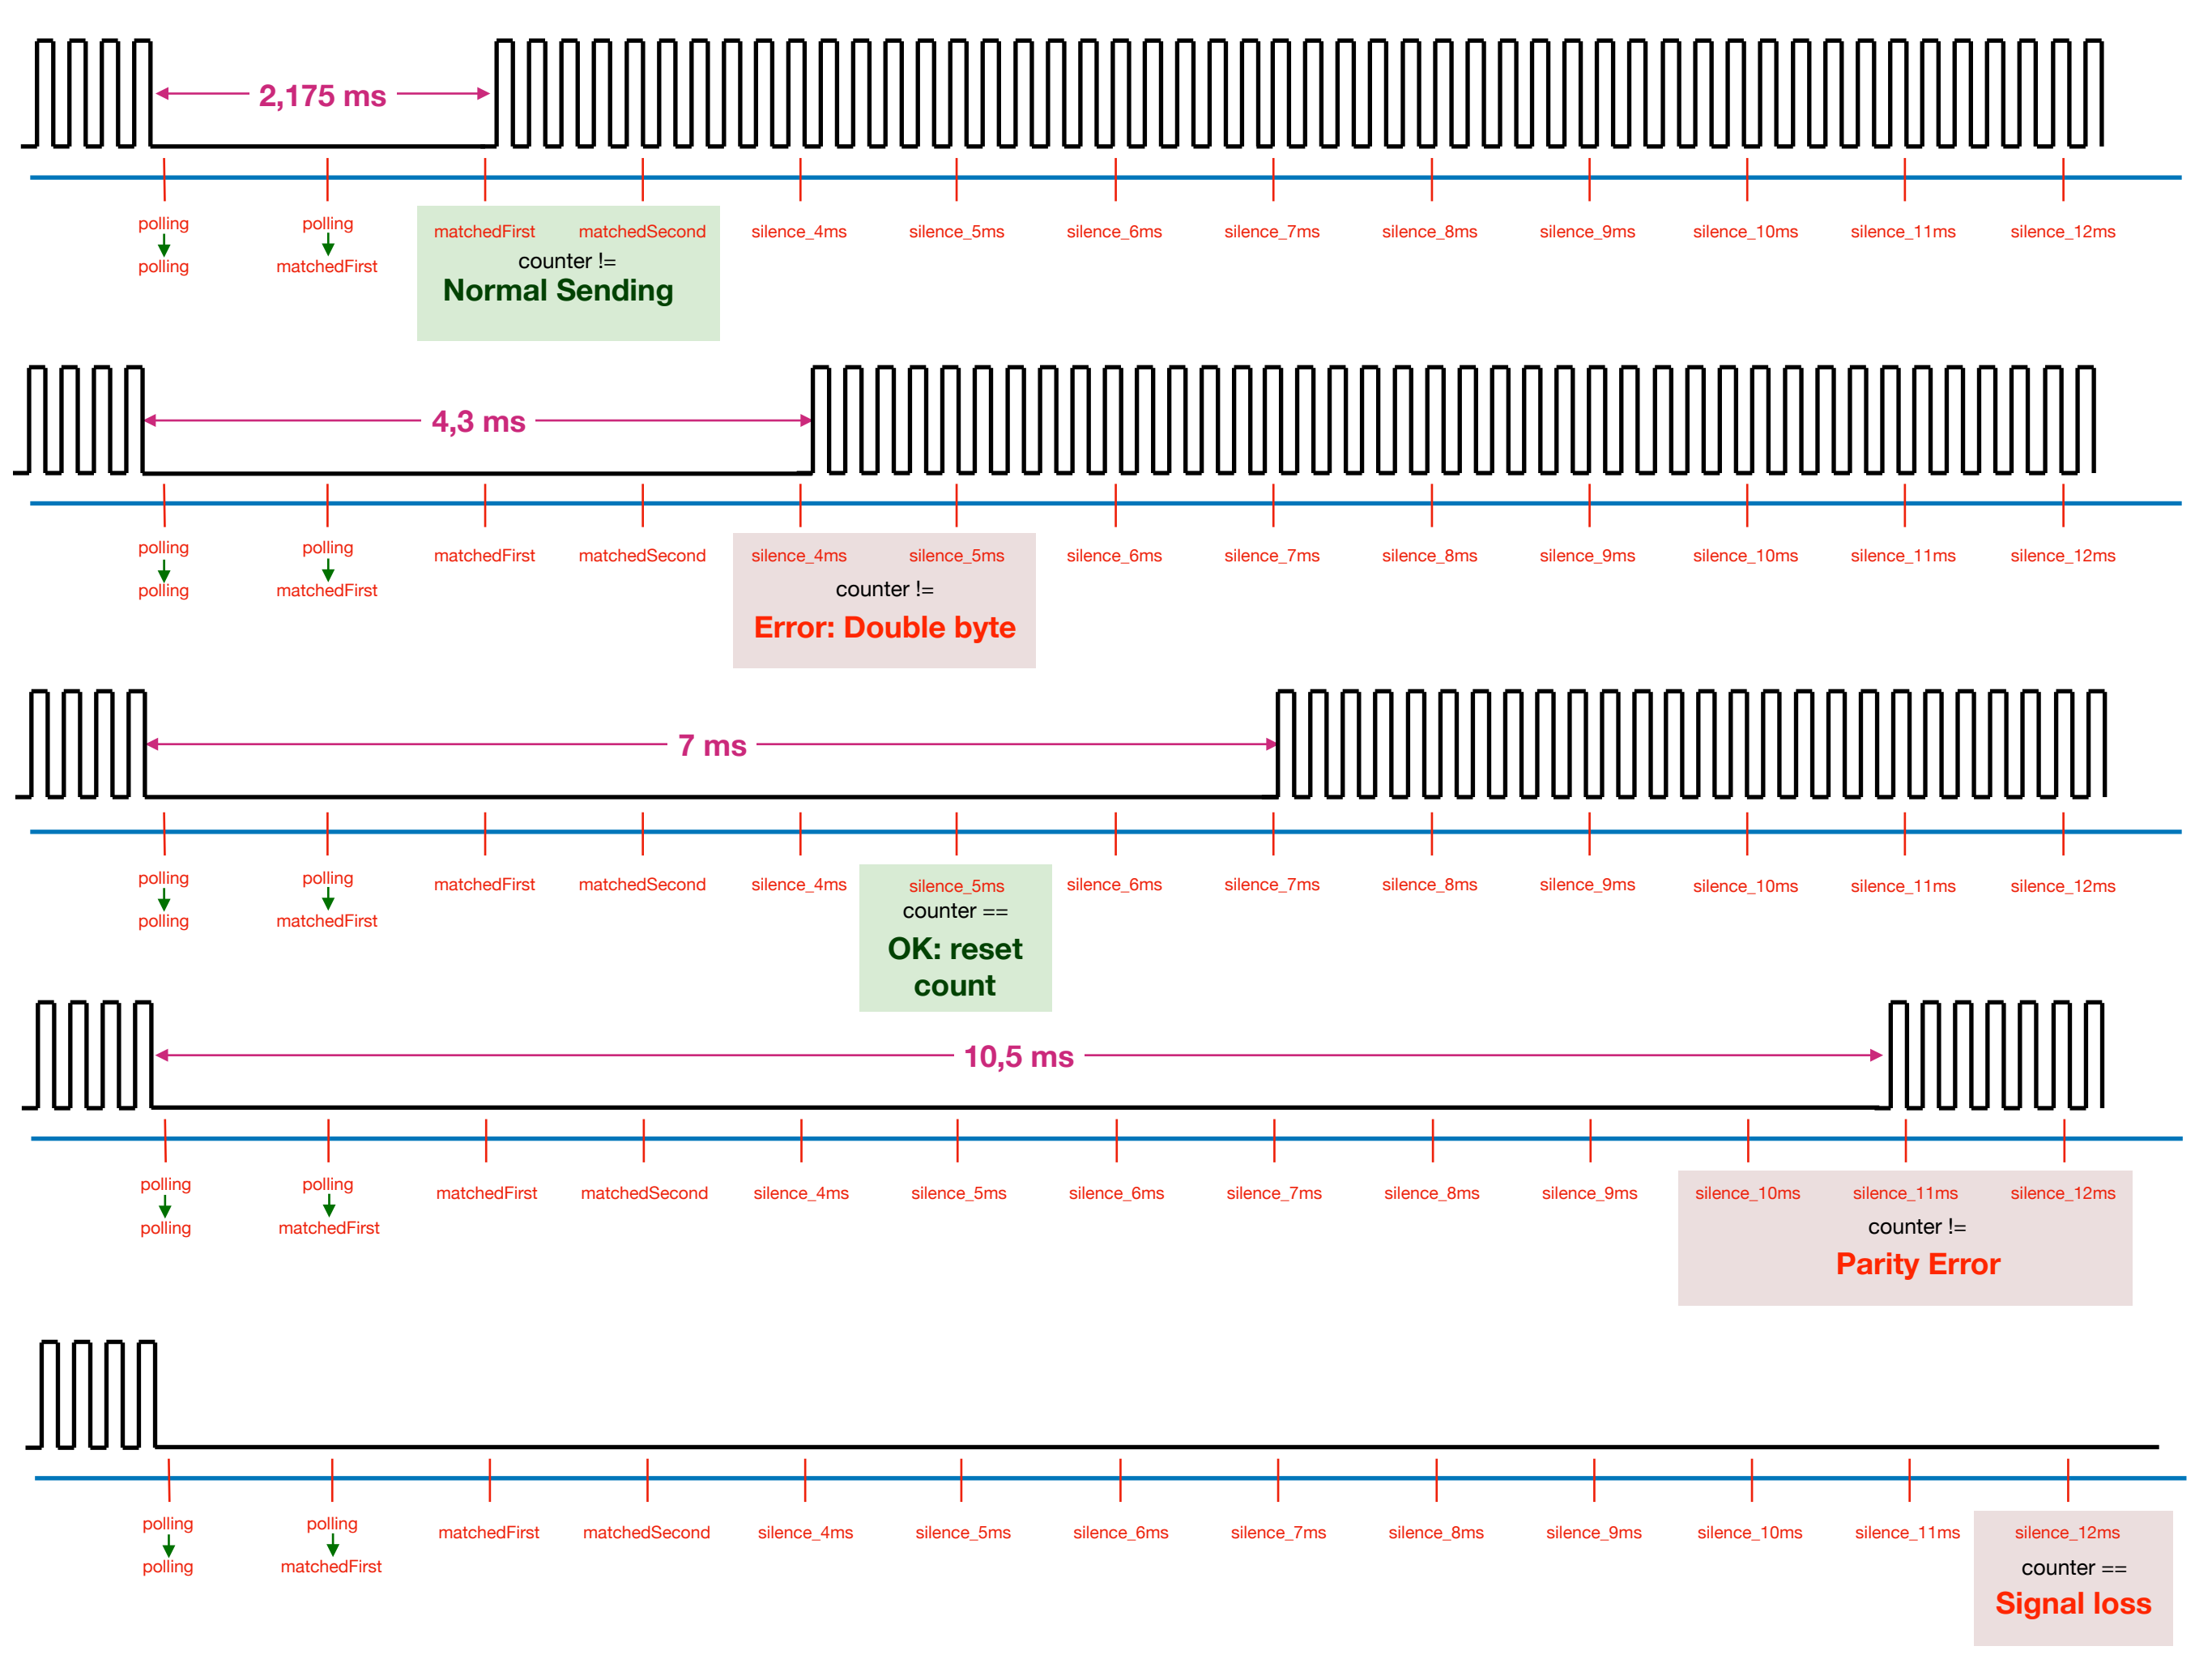 2,175 ms
polling polling matchedFirst matchedSecond silence_4ms silence_5ms silence_6ms silence_7ms silence_8ms silence_9ms silence_10ms silence_11ms silence_12ms
polling matchedFirst
counter !=
Normal Sending
4,3 ms
polling polling matchedFirst matchedSecond silence_4ms silence_5ms silence_6ms silence_7ms silence_8ms silence_9ms silence_10ms silence_11ms silence_12ms
polling matchedFirst
counter !=
Error: Double byte
7 ms
polling polling matchedFirst matchedSecond silence_4ms silence_5ms silence_6ms silence_7ms silence_8ms silence_9ms silence_10ms silence_11ms silence_12ms
polling matchedFirst
counter ==
OK: reset
count
10,5 ms
polling polling matchedFirst matchedSecond silence_4ms silence_5ms silence_6ms silence_7ms silence_8ms silence_9ms silence_10ms silence_11ms silence_12ms
polling matchedFirst
counter !=
Parity Error
polling polling matchedFirst matchedSecond silence_4ms silence_5ms silence_6ms silence_7ms silence_8ms silence_9ms silence_10ms silence_11ms silence_12ms
polling matchedFirst
counter ==
Signal loss